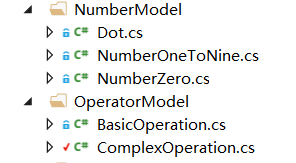 NumberModel
C# Dot.cs
C# NumberOneToNine.cs
C# NumberZero.cs
OperatorModel
C# BasicOperation.cs
C# ComplexOperation.cs